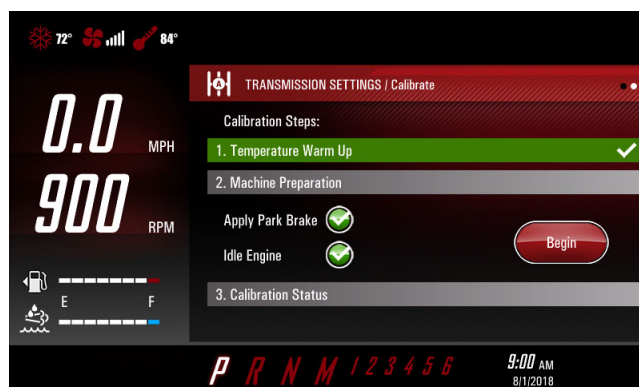 72° 84°
TRANSMISSION SETTINGS / Calibrate
0.0 MPH
900 RPM
E F
Calibration Steps:
1. Temperature Warm Up
2. Machine Preparation
Apply Park Brake
Idle Engine
Begin
3. Calibration Status
P R N M 1 2 3 4 5 6
9:00 AM
8/1/2018